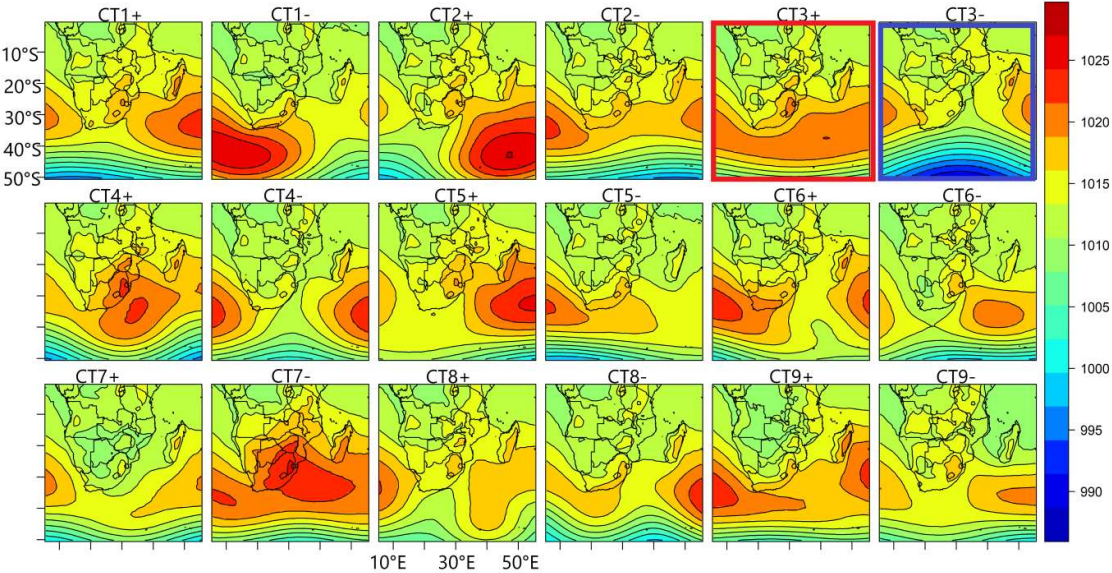 CT1+ CT1- CT2+ CT2- CT3+ CT3-
10°S
20°S
30°S
40°S
50°S
1025
1020
1015
1010
1005
1000
995
990
CT4+ CT4- CT5+ CT5- CT6+ CT6-
CT7+ CT7- CT8+ CT8- CT9+ CT9-
10°E 30°E 50°E